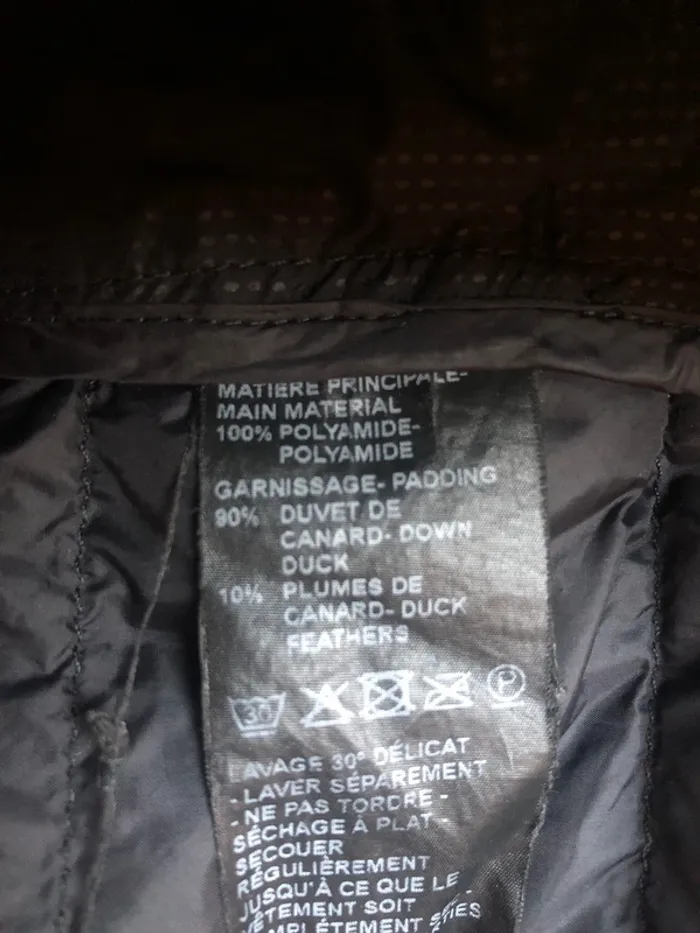 MATIÈRE PRINCIPALE-
MAIN MATERIAL
100% POLYAMIDE-
POLYAMIDE
GARNISSAGE- PADDING
90% DUVET DE
CANARD- DOWN
DUCK
10% PLUMES DE
CANARD- DUCK
FEATHERS
30 P
LAVAGE 30° DÉLICAT
- LAVER SÉPAREMENT
- NE PAS TORDRE -
SÉCHAGE À PLAT -
SECOUER
RÉGULIÈREMENT
JUSQU'À CE QUE LE
VÊTEMENT SOIT